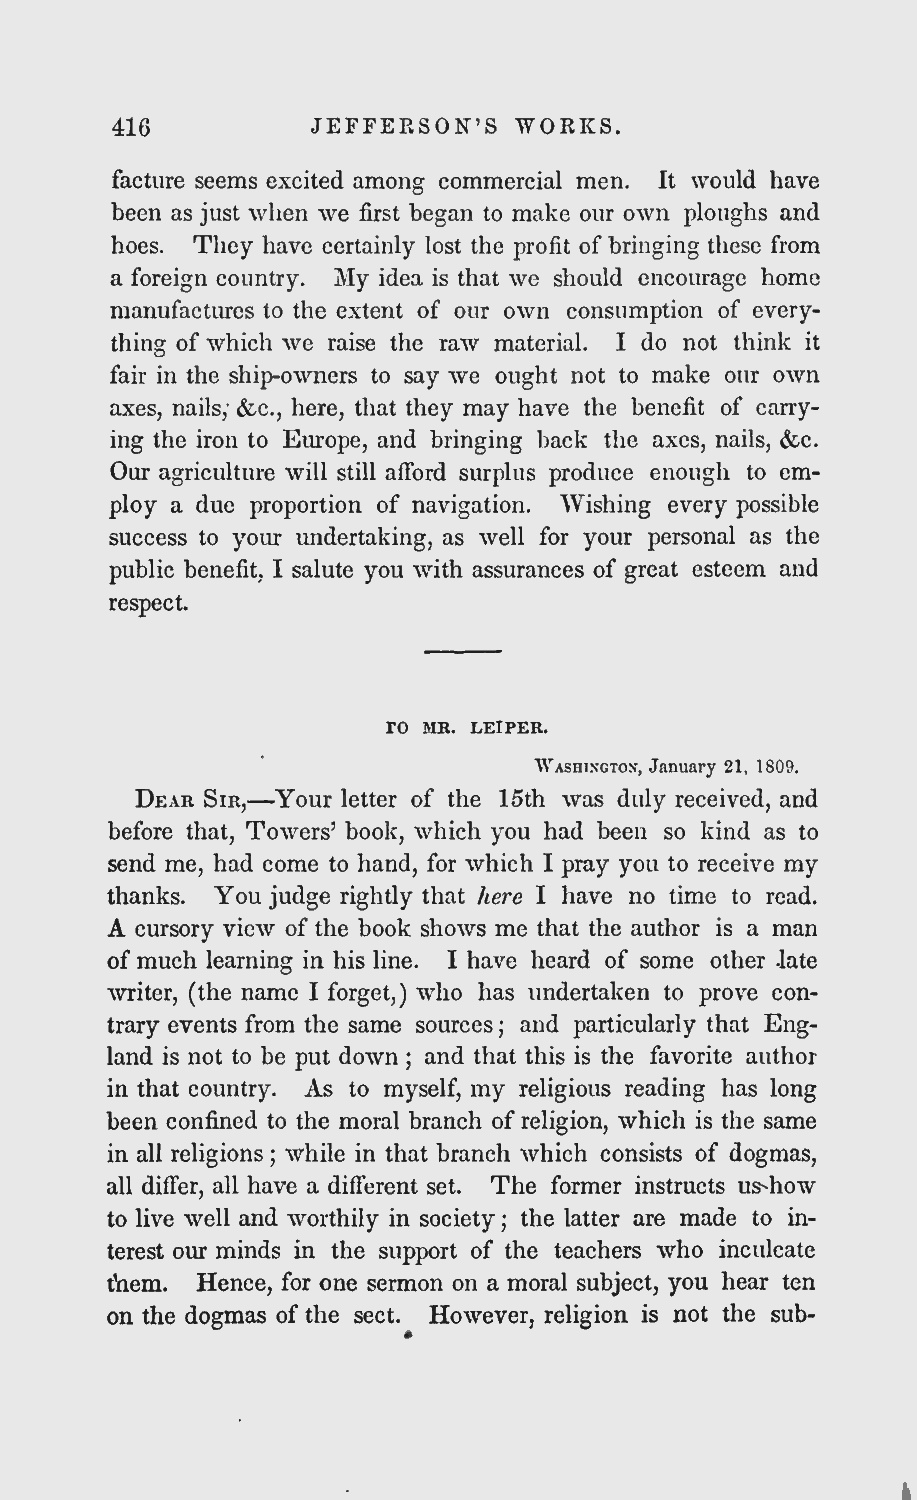 416 JEFFERSON'S WORKS.
facture seems excited among commercial men. It would have
been as just when we first began to make our own ploughs and
hoes. They have certainly lost the profit of bringing these from
a foreign country. My idea is that we should encourage home
manufactures to the extent of our own consumption of every-
thing of which we raise the raw material. I do not think it
fair in the ship-owners to say we ought not to make our own
axes, nails, &c., here, that they may have the benefit of carry-
ing the iron to Europe, and bringing back the axes, nails, &c.
Our agriculture will still afford surplus produce enough to em-
ploy a due proportion of navigation. Wishing every possible
success to your undertaking, as well for your personal as the
public benefit, I salute you with assurances of great esteem and
respect.
TO MR. LEIPER.
Washington, January 21, 1809.
Dear Sir,—Your letter of the 15th was duly received, and
before that, Towers' book, which you had been so kind as to
send me, had come to hand, for which I pray you to receive my
thanks. You judge rightly that here I have no time to read.
A cursory view of the book shows me that the author is a man
of much learning in his line. I have heard of some other late
writer, (the name I forget,) who has undertaken to prove con-
trary events from the same sources; and particularly that Eng-
land is not to be put down; and that this is the favorite author
in that country. As to myself, my religious reading has long
been confined to the moral branch of religion, which is the same
in all religions; while in that branch which consists of dogmas,
all differ, all have a different set. The former instructs us how
to live well and worthily in society; the latter are made to in-
terest our minds in the support of the teachers who inculcate
them. Hence, for one sermon on a moral subject, you hear ten
on the dogmas of the sect. However, religion is not the sub-